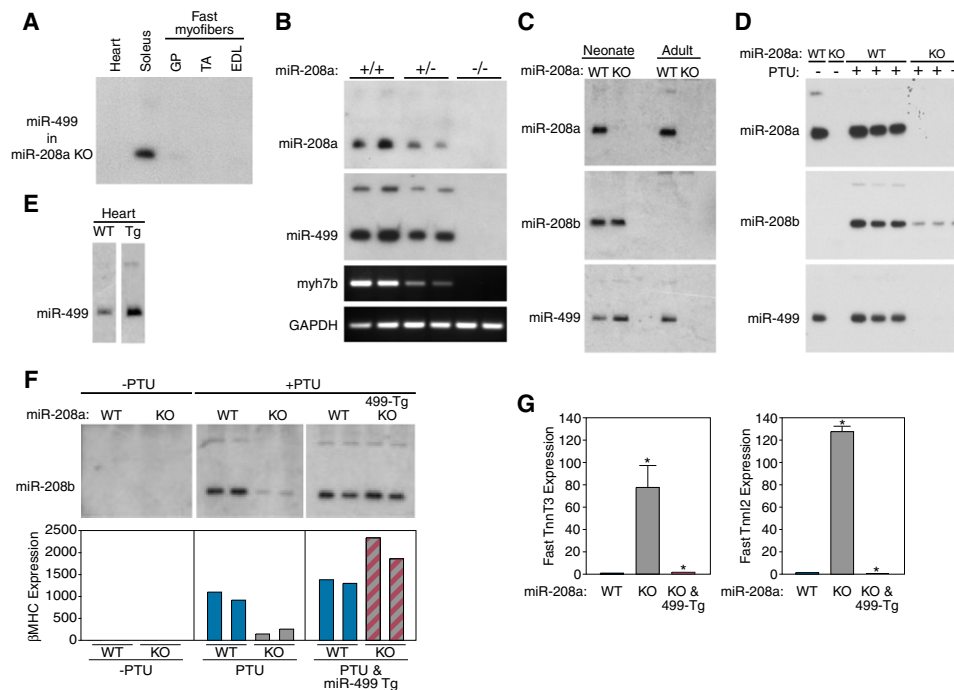 A
Heart
Soleus
Fast
myofibers
GP
TA
EDL
miR-499
in
miR-208a KO
B
miR-208a:
+/+
+/-
-/-
miR-208a
miR-499
myh7b
GAPDH
C
Neonate
Adult
miR-208a:
WT
KO
WT
KO
miR-208a
miR-208b
miR-499
D
miR-208a:
WT
KO
WT
KO
PTU:
-
-
+
+
+
+
+
miR-208a
miR-208b
miR-499
E
Heart
WT
Tg
miR-499
F
-PTU
+PTU
499-Tg
miR-208a:
WT
KO
WT
KO
WT
KO
miR-208b
βMHC Expression
2500
2000
1500
1000
500
0
WT
KO
WT
KO
WT
KO
-PTU
PTU
PTU &
miR-499 Tg
G
Fast TnnT3 Expression
140
120
100
80
60
40
20
0
*
*
miR-208a:
WT
KO
KO &
499-Tg
Fast TnnI2 Expression
140
120
100
80
60
40
20
0
*
*
miR-208a:
WT
KO
KO &
499-Tg